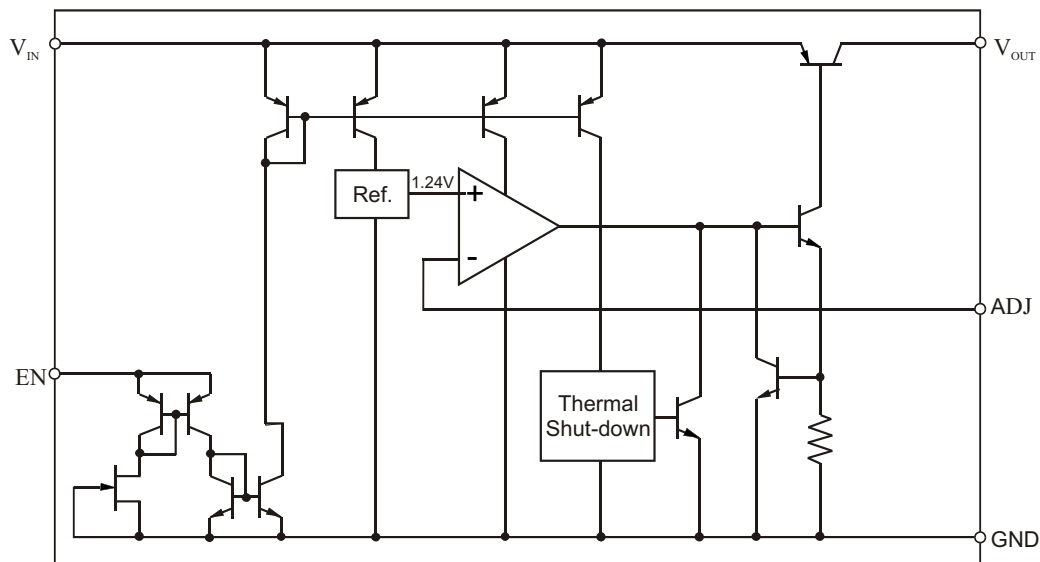 VIN
VOUT
Ref.
1.24V
+
-
ADJ
EN
Thermal
Shut-down
GND